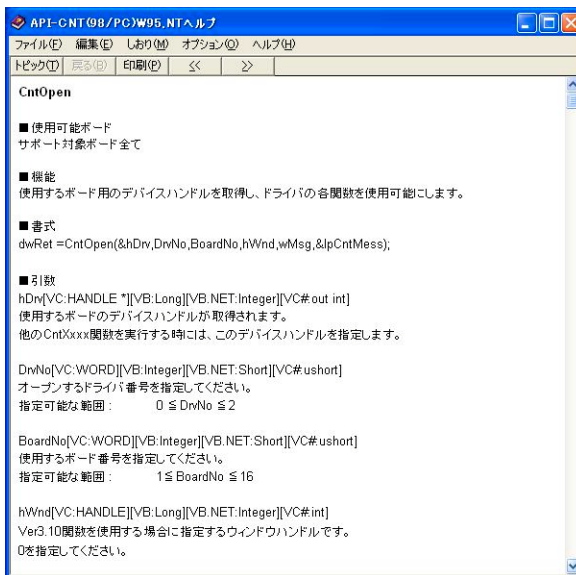 API-CNT(98/PC)W95,NTヘルプ
ファイル(F) 編集(E) しおり(M) オプション(O) ヘルプ(H)
トピック(T) 戻る(B) 印刷(P) << >>
CntOpen
■使用可能ボード
サポート対象ボード全て
■機能
使用するボード用のデバイスハンドルを取得し、ドライバの各関数を使用可能にします。
■書式
dwRet =CntOpen(&hDrv,DrvNo,BoardNo,hWnd,wMsg,&lpCntMess);
■引数
hDrv[VC:HANDLE *][VB:Long][VB.NET:Integer][VC#:out int]
使用するボードのデバイスハンドルが取得されます。
他のCntXxxx関数を実行する時には、このデバイスハンドルを指定します。
DrvNo[VC:WORD][VB:Integer][VB.NET:Short][VC#:ushort]
オープンするドライバ番号を指定してください。
指定可能な範囲 : 0 ≦ DrvNo ≦ 2
BoardNo[VC:WORD][VB:Integer][VB.NET:Short][VC#:ushort]
使用するボード番号を指定してください。
指定可能な範囲 : 1 ≦ BoardNo ≦ 16
hWnd[VC:HANDLE][VB:Long][VB.NET:Integer][VC#:int]
Ver3.10関数を使用する場合に指定するウィンドウハンドルです。
0を指定してください。